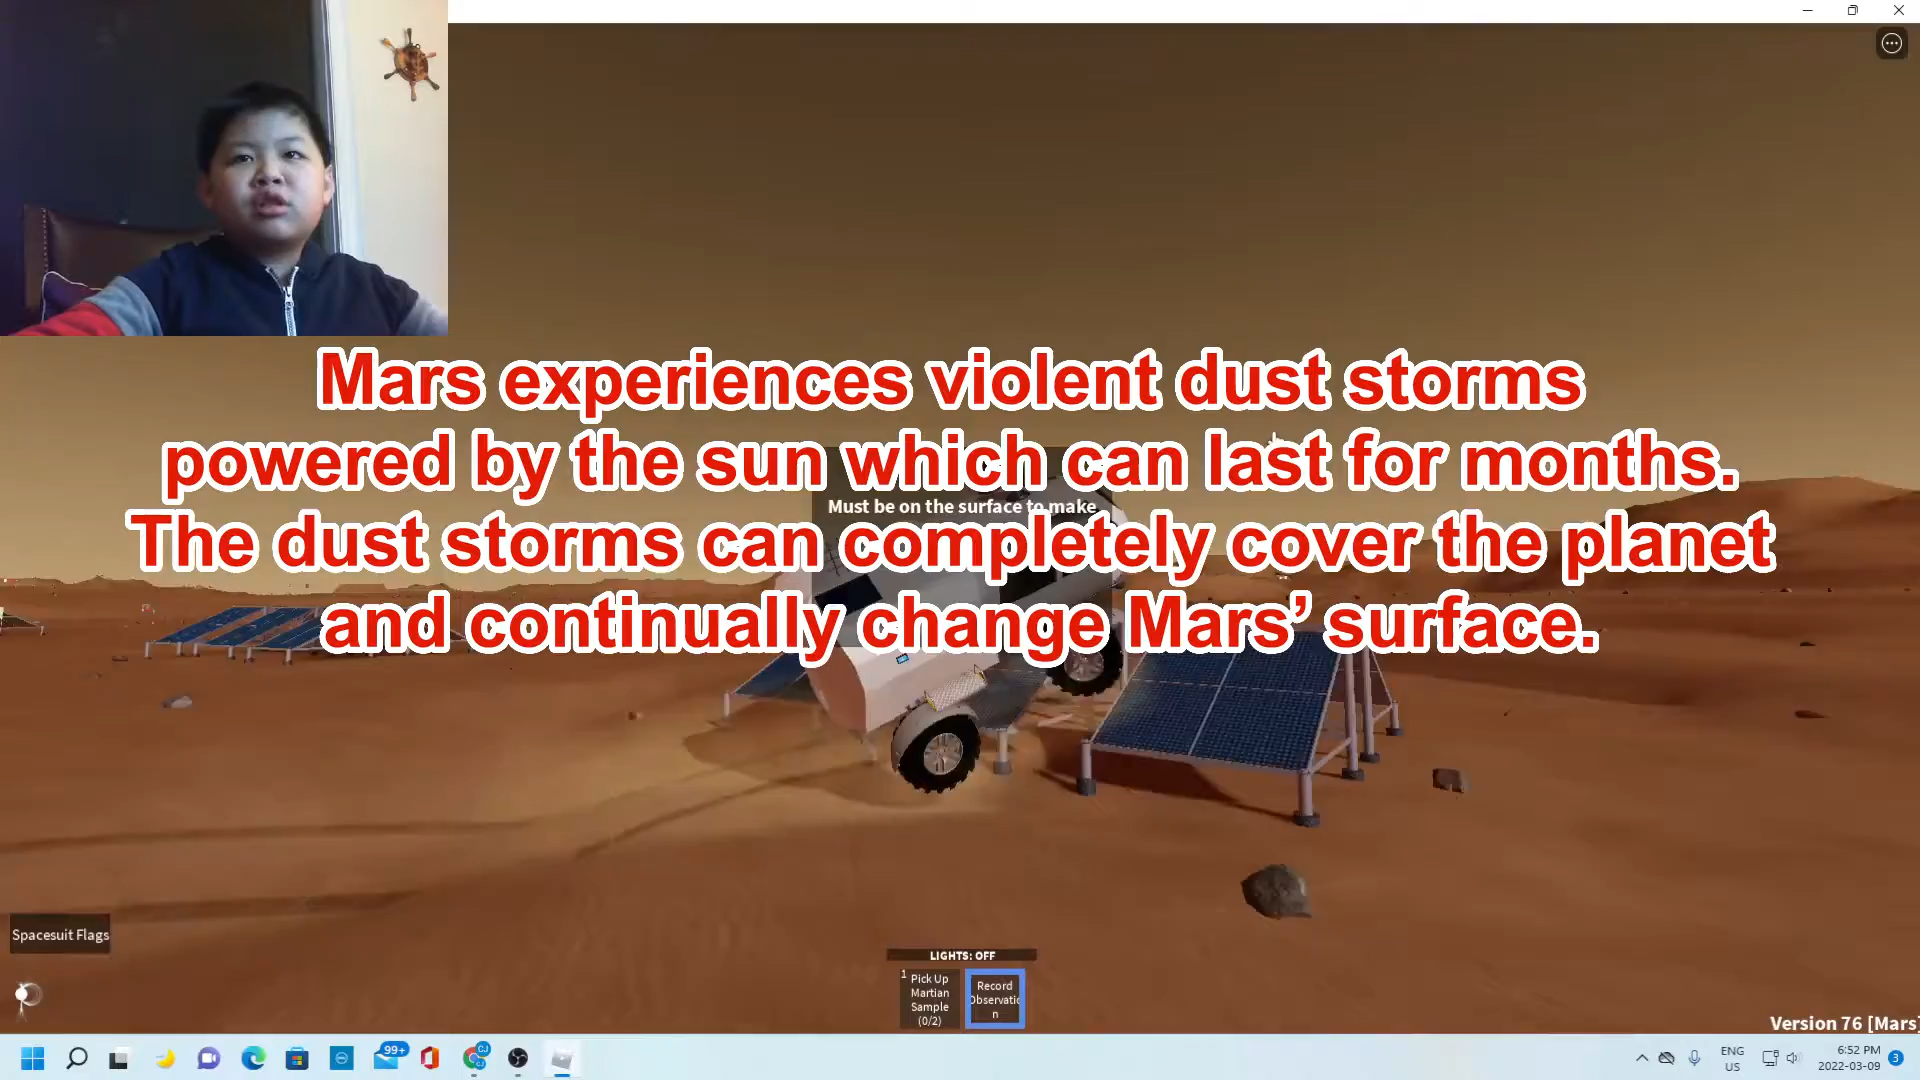 Mars experiences violent dust storms
powered by the sun which can last for months.
Must be on the surface to make
The dust storms can completely cover the planet
and continually change Mars’ surface.
Spacesuit Flags
LIGHTS: OFF
1
Pick Up
Martian
Sample
(0/2)
Record
Observatio
n
Version 76 [Mars]
99+
CJ
CJ
ENG
US
6:52 PM
2022-03-09
3